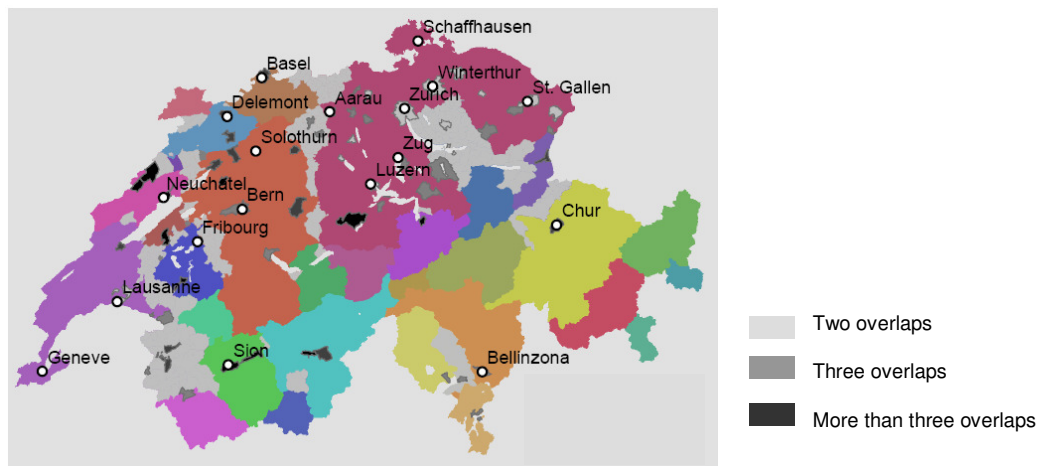 Schaffhausen
Basel
Winterthur
St. Gallen
Delemont
Aarau
Zurich
Solothurn
Zug
Luzern
Neuchatel
Bern
Chur
Fribourg
Lausanne
Two overlaps
Geneve
Sion
Bellinzona
Three overlaps
More than three overlaps